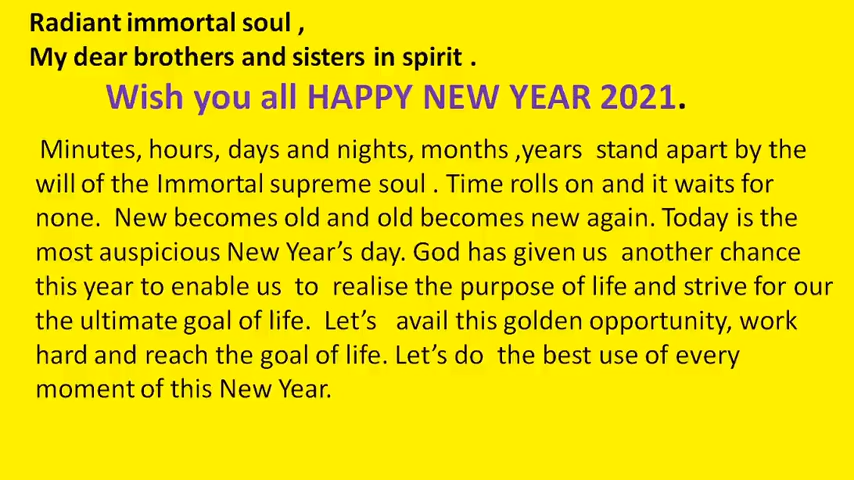 Radiant immortal soul ,
My dear brothers and sisters in spirit .
Wish you all HAPPY NEW YEAR 2021.
Minutes, hours, days and nights, months ,years stand apart by the
will of the Immortal supreme soul . Time rolls on and it waits for
none. New becomes old and old becomes new again. Today is the
most auspicious New Year’s day. God has given us another chance
this year to enable us to realise the purpose of life and strive for our
the ultimate goal of life. Let’s avail this golden opportunity, work
hard and reach the goal of life. Let’s do the best use of every
moment of this New Year.